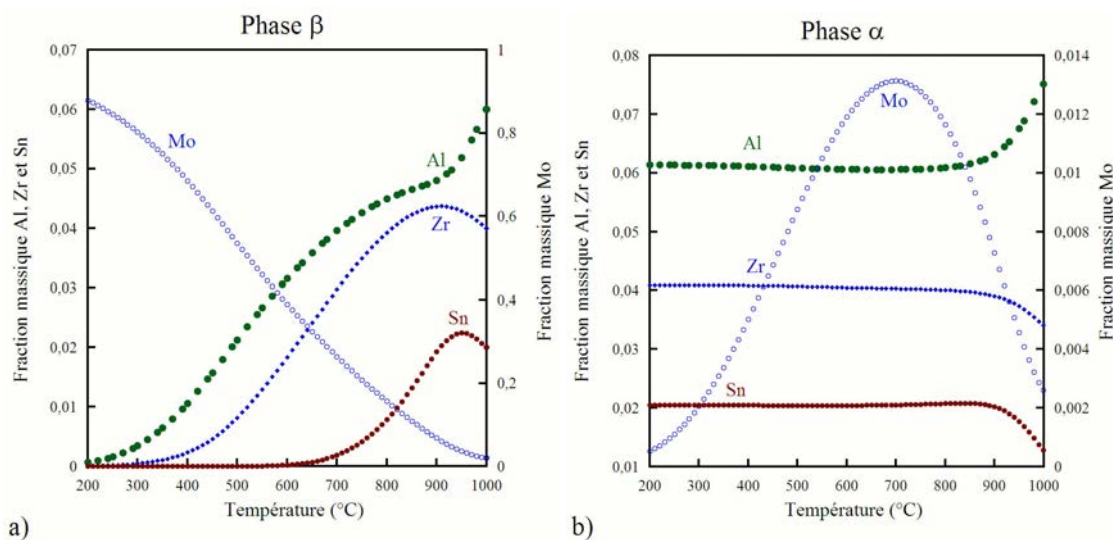 Phase β
Fraction massique Al, Zr et Sn
0,07
0,06
0,05
0,04
0,03
0,02
0,01
0
Mo
Al
Zr
Sn
1
0,8
0,6
0,4
0,2
0
Fraction massique Mo
200 300 400 500 600 700 800 900 1000
Température (°C)
a)
Phase α
Fraction massique Al, Zr et Sn
0,08
0,07
0,06
0,05
0,04
0,03
0,02
0,01
Mo
Al
Zr
Sn
0,014
0,012
0,010
0,008
0,006
0,004
0,002
0
Fraction massique Mo
200 300 400 500 600 700 800 900 1000
Température (°C)
b)